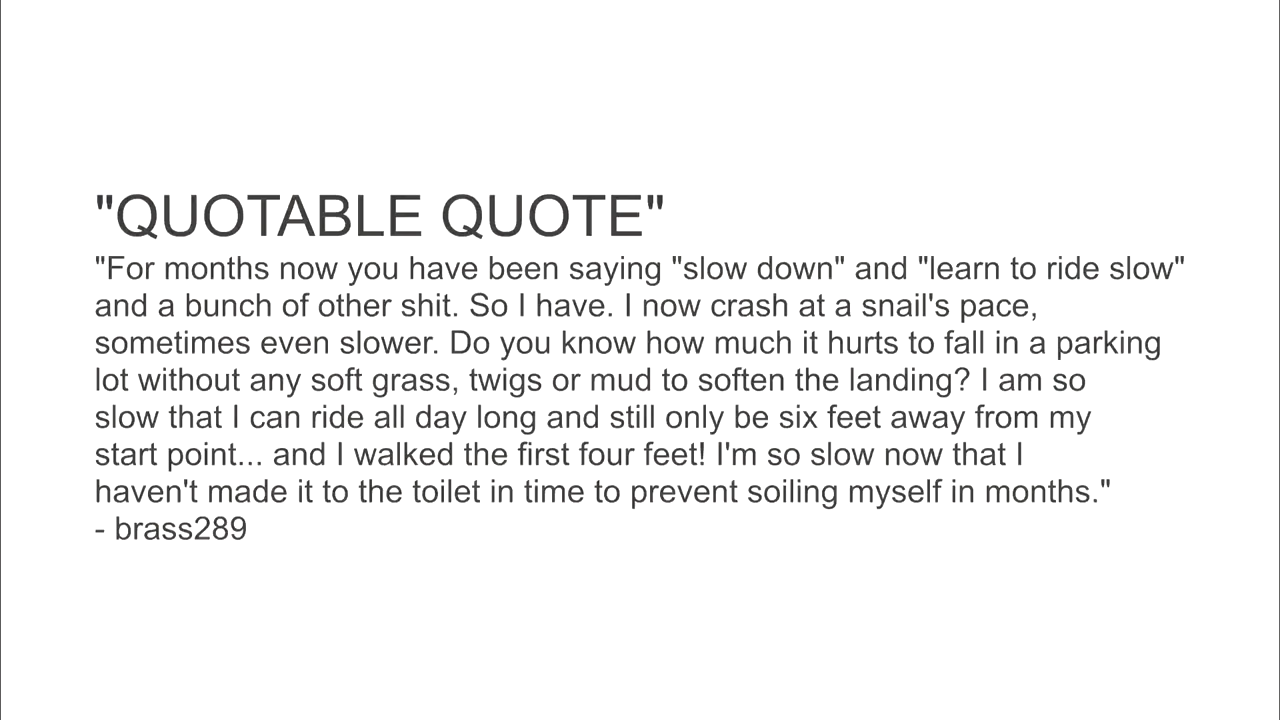 "QUOTABLE QUOTE"
"For months now you have been saying "slow down" and "learn to ride slow"
and a bunch of other shit. So I have. I now crash at a snail's pace,
sometimes even slower. Do you know how much it hurts to fall in a parking
lot without any soft grass, twigs or mud to soften the landing? I am so
slow that I can ride all day long and still only be six feet away from my
start point... and I walked the first four feet! I'm so slow now that I
haven't made it to the toilet in time to prevent soiling myself in months."
- brass289